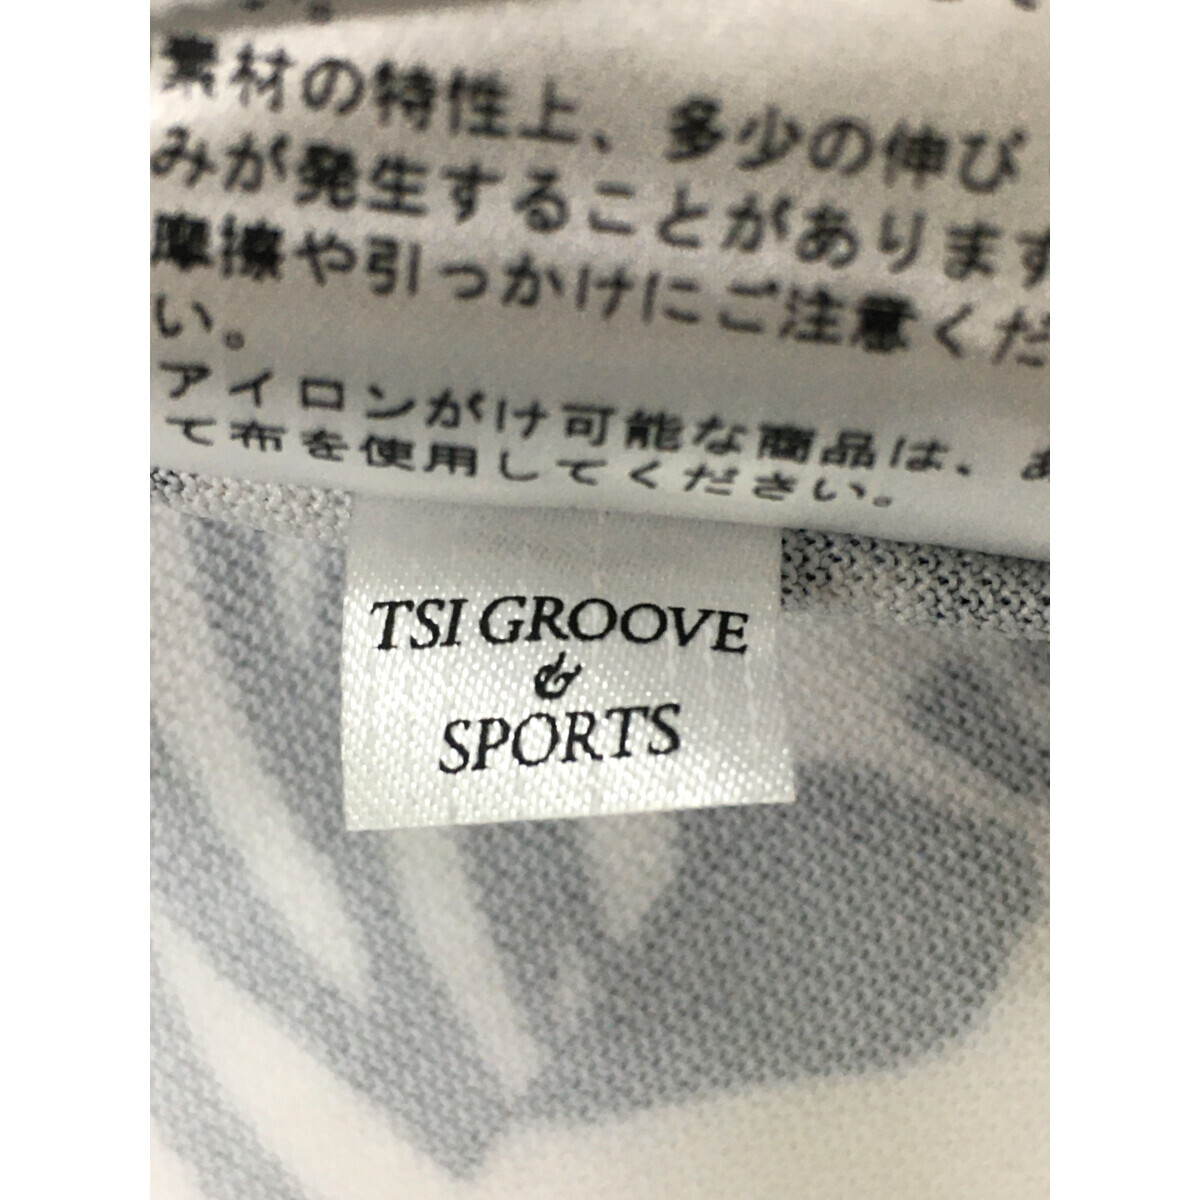 素材の特性上、多少の伸び
みが発生することがあります
摩擦や引っかけにご注意くだ
い。
アイロンがけ可能な商品は、あ
て布を使用してください。
TSI GROOVE
&
SPORTS